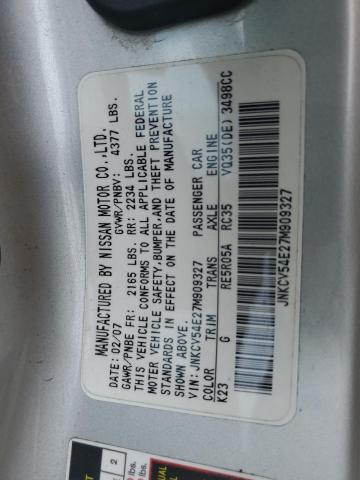 MANUFACTURED BY NISSAN MOTOR CO.,LTD.
DATE: 02/07 GVWR/PNBV: 4377 LBS.
GAWR/PNBE FR: 2165 LBS. RR: 2234 LBS.
THIS VEHICLE CONFORMS TO ALL APPLICABLE FEDERAL
MOTOR VEHICLE SAFETY, BUMPER, AND THEFT PREVENTION
STANDARDS IN EFFECT ON THE DATE OF MANUFACTURE
SHOWN ABOVE.
VIN: JNKCV54E27M909327 PASSENGER CAR
COLOR TRIM TRANS AXLE ENGINE
K23 G RE5R05A RC35 VQ35(DE) 3498CC
JNKCV54E27M909327
2
lbs.
lbs.